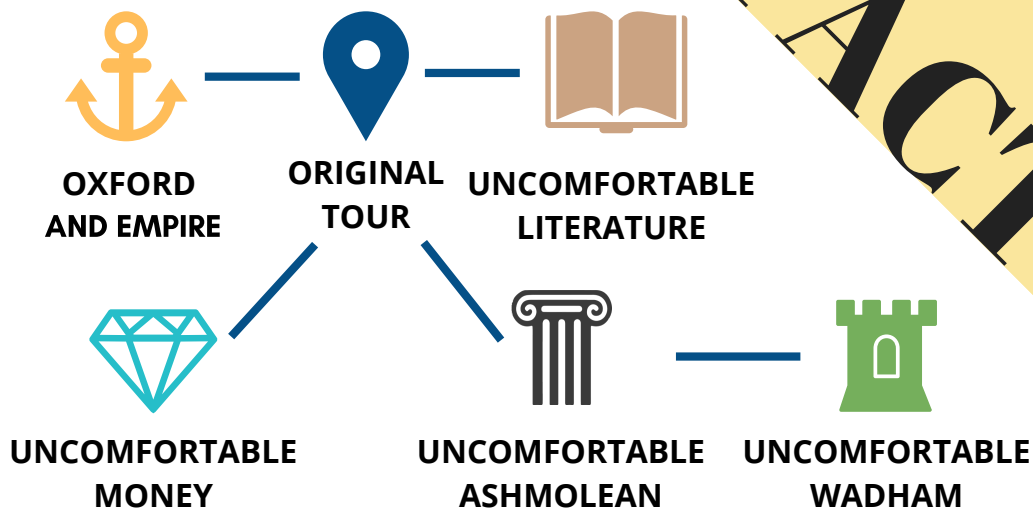 OXFORD
AND EMPIRE
ORIGINAL
TOUR
UNCOMFORTABLE
LITERATURE
UNCOMFORTABLE
MONEY
UNCOMFORTABLE
ASHMOLEAN
UNCOMFORTABLE
WADHAM